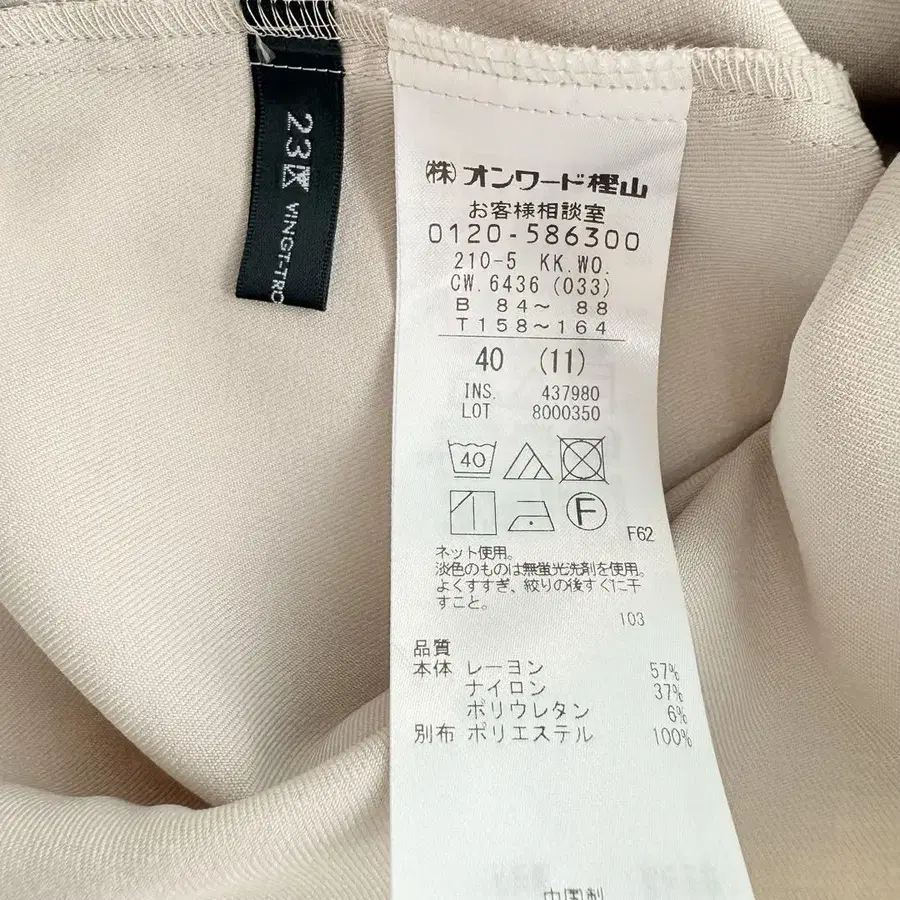 23区
VINGT-TRO
㈱オンワード樫山
お客様相談室
0120-586300
210-5 KK.WO.
CW.6436 (033)
B 84～ 88
T158～164
40 (11)
INS. 437980
LOT 8000350
40
F
F62
ネット使用。
淡色のものは無蛍光洗剤を使用。
よくすすぎ、絞りの後すぐに干
すこと。
103
品質
本体 レーヨン 57%
ナイロン 37%
ポリウレタン 6%
別布 ポリエステル 100%
中国製